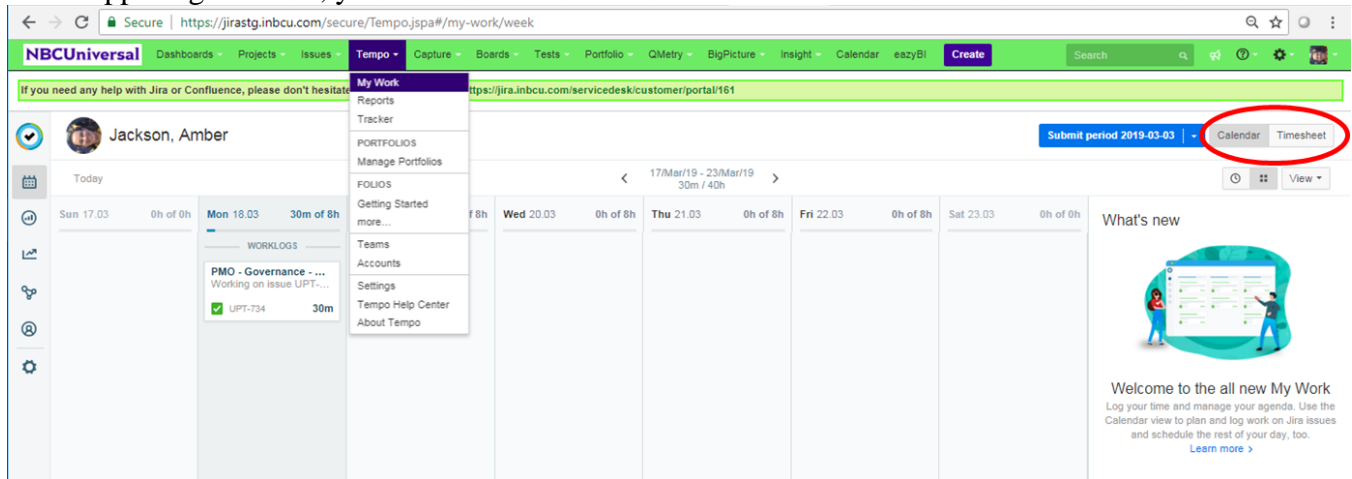 Secure | https://jirastg.inbcu.com/secure/Tempo.jspa#/my-work/week
NBCUniversal Dashboards Projects Issues Tempo Capture Boards Tests Portfolio QMetry BigPicture Insight Calendar eazyBI Create Search
If you need any help with Jira or Confluence, please don't hesitate ttps://jira.inbcu.com/servicedesk/customer/portal/161
My Work
Reports
Tracker
PORTFOLIOS
Manage Portfolios
FOLIOS
Getting Started
more...
Teams
Accounts
Settings
Tempo Help Center
About Tempo
Jackson, Amber
Submit period 2019-03-03 Calendar Timesheet
Today
17/Mar/19 - 23/Mar/19
30m / 40h
View
Sun 17.03 0h of 0h Mon 18.03 30m of 8h f 8h Wed 20.03 0h of 8h Thu 21.03 0h of 8h Fri 22.03 0h of 8h Sat 23.03 0h of 0h
WORKLOGS
PMO - Governance - ...
Working on issue UPT-...
UPT-734 30m
What's new
Welcome to the all new My Work
Log your time and manage your agenda. Use the
Calendar view to plan and log work on Jira issues
and schedule the rest of your day, too.
Learn more >